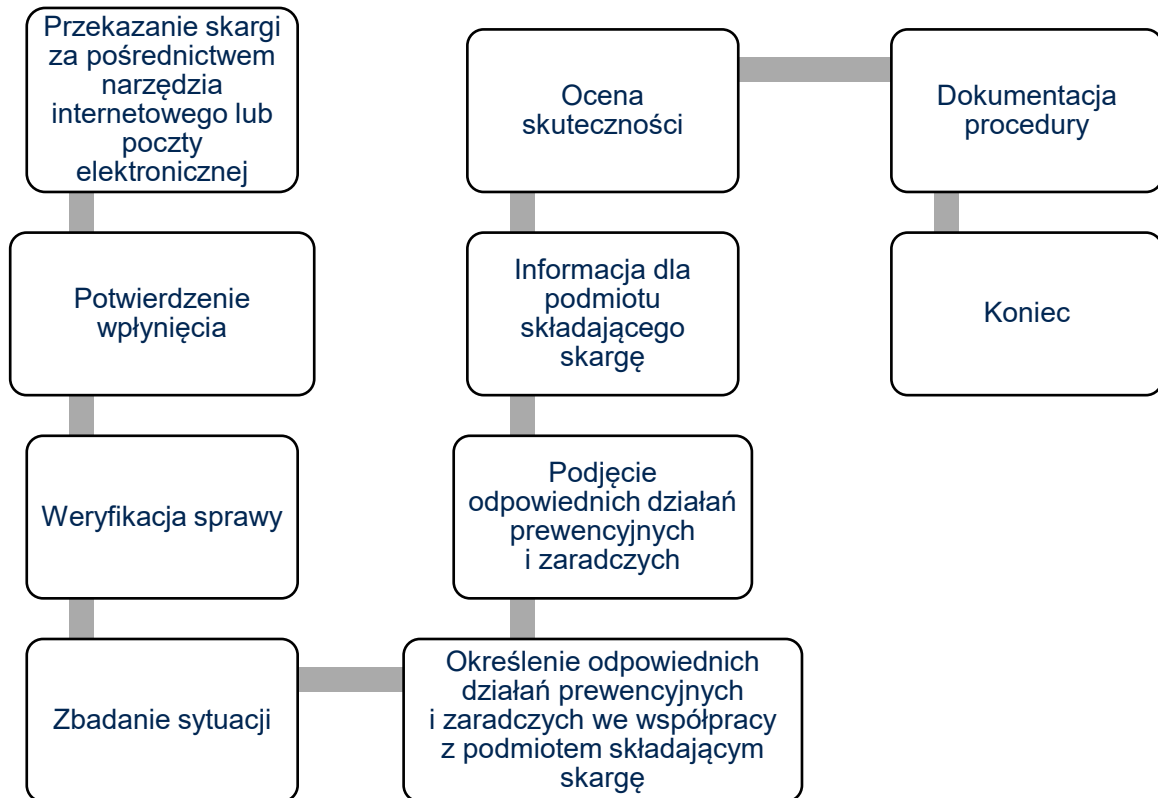 Przekazanie skargi
za pośrednictwem
narzędzia
internetowego lub
poczty
elektronicznej
Potwierdzenie
wpłynięcia
Weryfikacja sprawy
Zbadanie sytuacji
Określenie odpowiednich
działań prewencyjnych
i zaradczych we współpracy
z podmiotem składającym
skargę
Podjęcie
odpowiednich działań
prewencyjnych
i zaradczych
Informacja dla
podmiotu
składającego
skargę
Ocena
skuteczności
Dokumentacja
procedury
Koniec